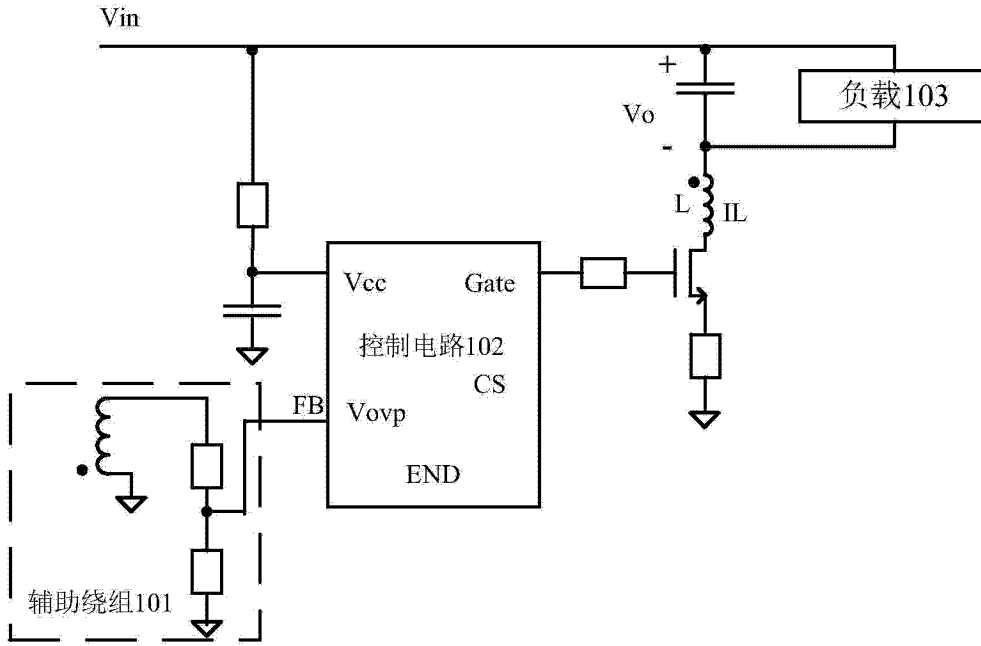 Vin
+
负载103
Vo
-
L
IL
Vcc
Gate
控制电路102
CS
FB
Vovp
END
辅助绕组101